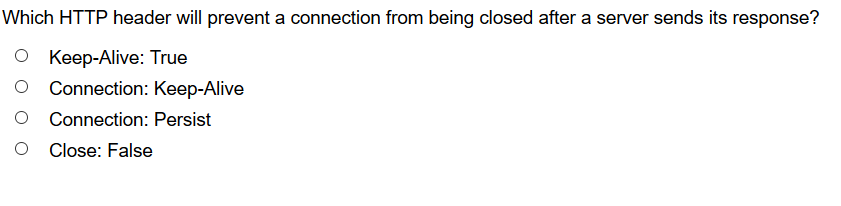 Which HTTP header will prevent a connection from being closed after a server sends its response?
Keep-Alive: True
Connection: Keep-Alive
Connection: Persist
Close: False